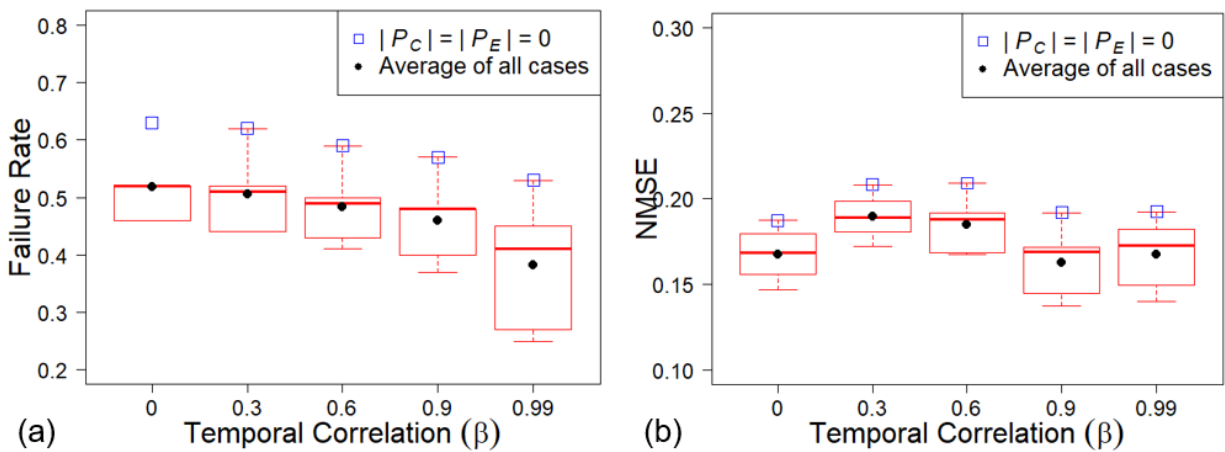 0.8
0.7
0.6
0.5
0.4
0.3
0.2
Failure Rate
| P_C | = | P_E | = 0
Average of all cases
0 0.3 0.6 0.9 0.99
(a) Temporal Correlation (β)
0.30
0.25
0.20
0.15
0.10
NMSE
| P_C | = | P_E | = 0
Average of all cases
0 0.3 0.6 0.9 0.99
(b) Temporal Correlation (β)